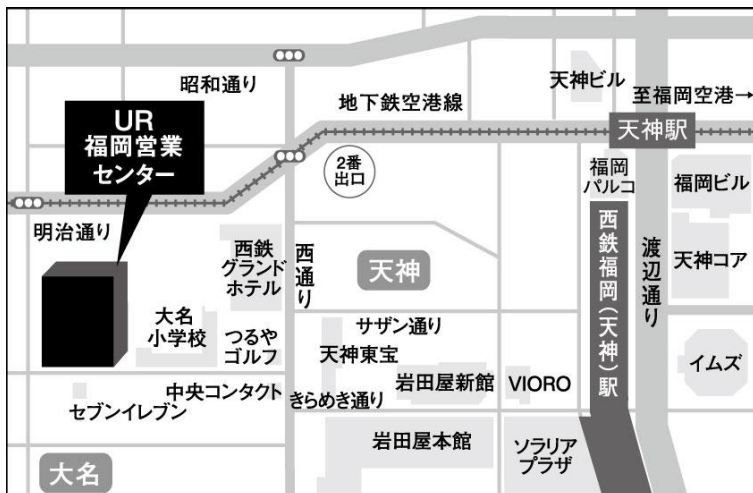 昭和通り
天神ビル
地下鉄空港線
至福岡空港→
UR
福岡営業
センター
天神駅
2番
出口
福岡
パルコ
福岡ビル
明治通り
西鉄
グランド
ホテル
西通り
天神
西鉄福岡(天神)駅
渡辺通り
天神コア
大名
小学校
つるや
ゴルフ
サザン通り
天神東宝
岩田屋新館
VIORO
イムズ
中央コンタクト
きらめき通り
セブンイレブン
岩田屋本館
ソラリア
プラザ
大名